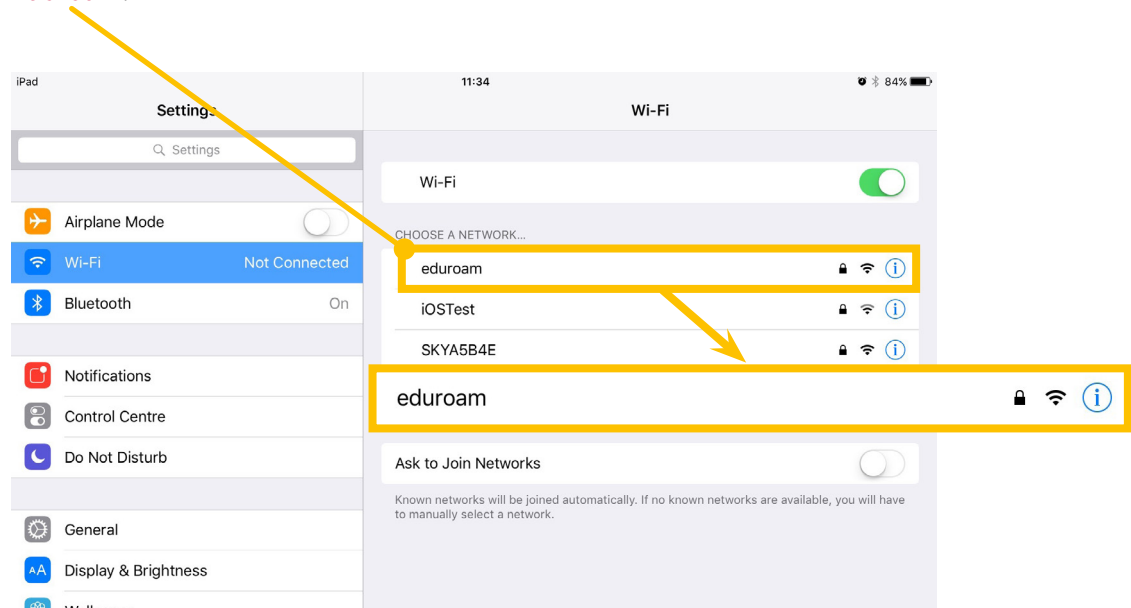 iPad
11:34
84%
Settings
Wi-Fi
Settings
Wi-Fi
Airplane Mode
CHOOSE A NETWORK...
Wi-Fi Not Connected
eduroam
Bluetooth On
iOSTest
SKYA5B4E
Notifications
eduroam
Control Centre
Do Not Disturb
Ask to Join Networks
Known networks will be joined automatically. If no known networks are available, you will have
to manually select a network.
General
AA Display & Brightness